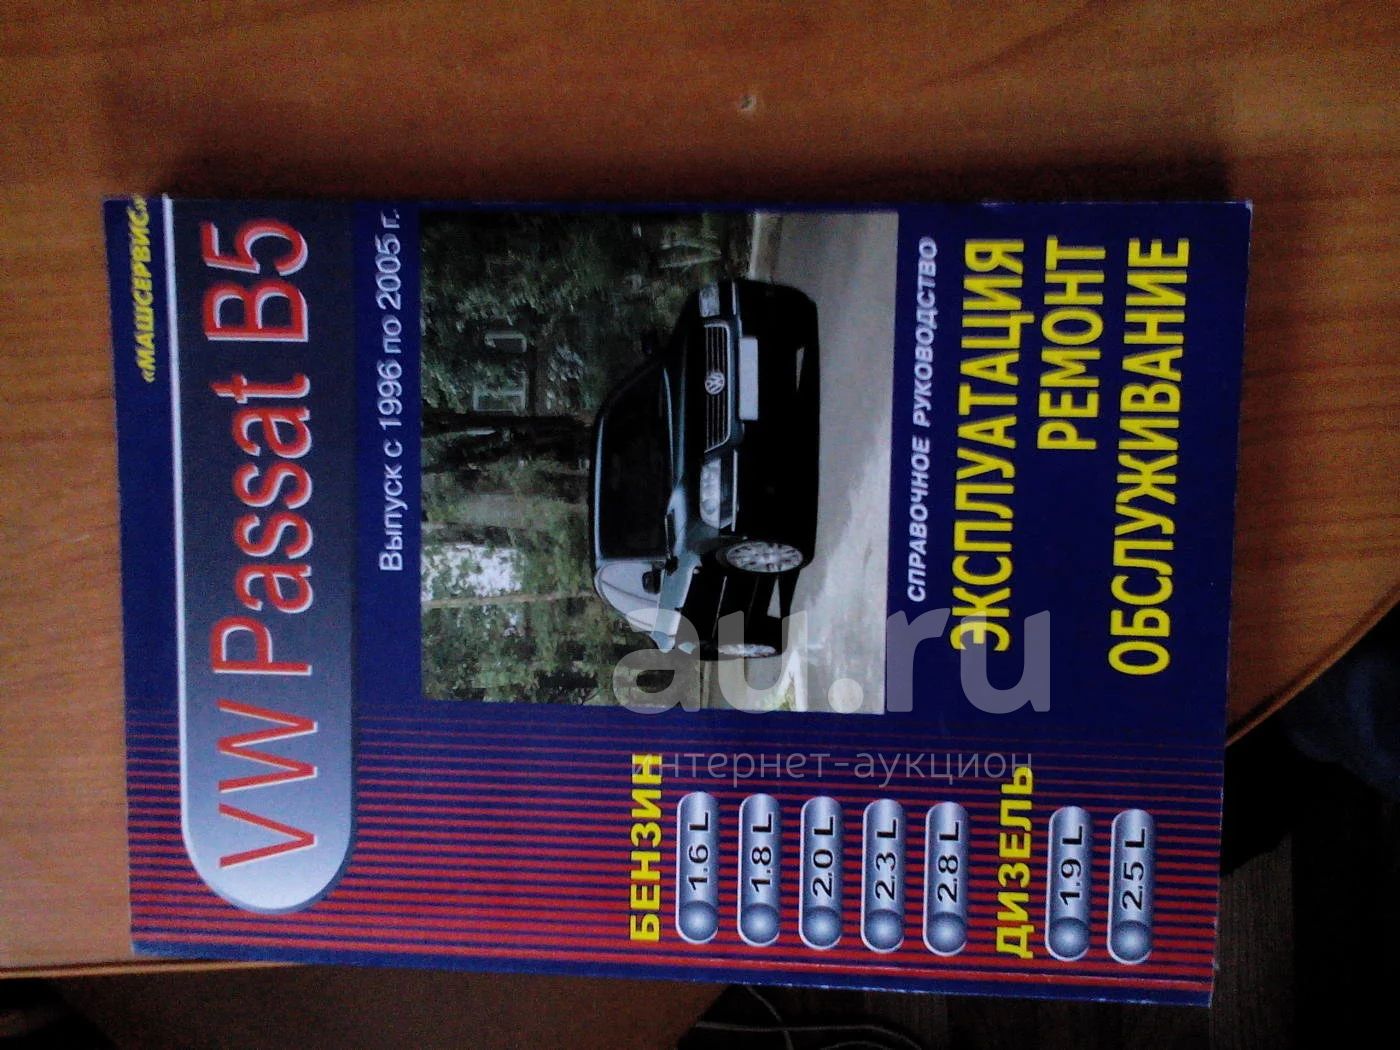 «МАШСЕРВИС»
VW Passat B5
Выпуск с 1996 по 2005 г.
СПРАВОЧНОЕ РУКОВОДСТВО
ЭКСПЛУАТАЦИЯ
РЕМОНТ
ОБСЛУЖИВАНИЕ
БЕНЗИН
1.6 L
1.8 L
2.0 L
2.3 L
2.8 L
ДИЗЕЛЬ
1.9 L
2.5 L
au.ru
интернет-аукцион